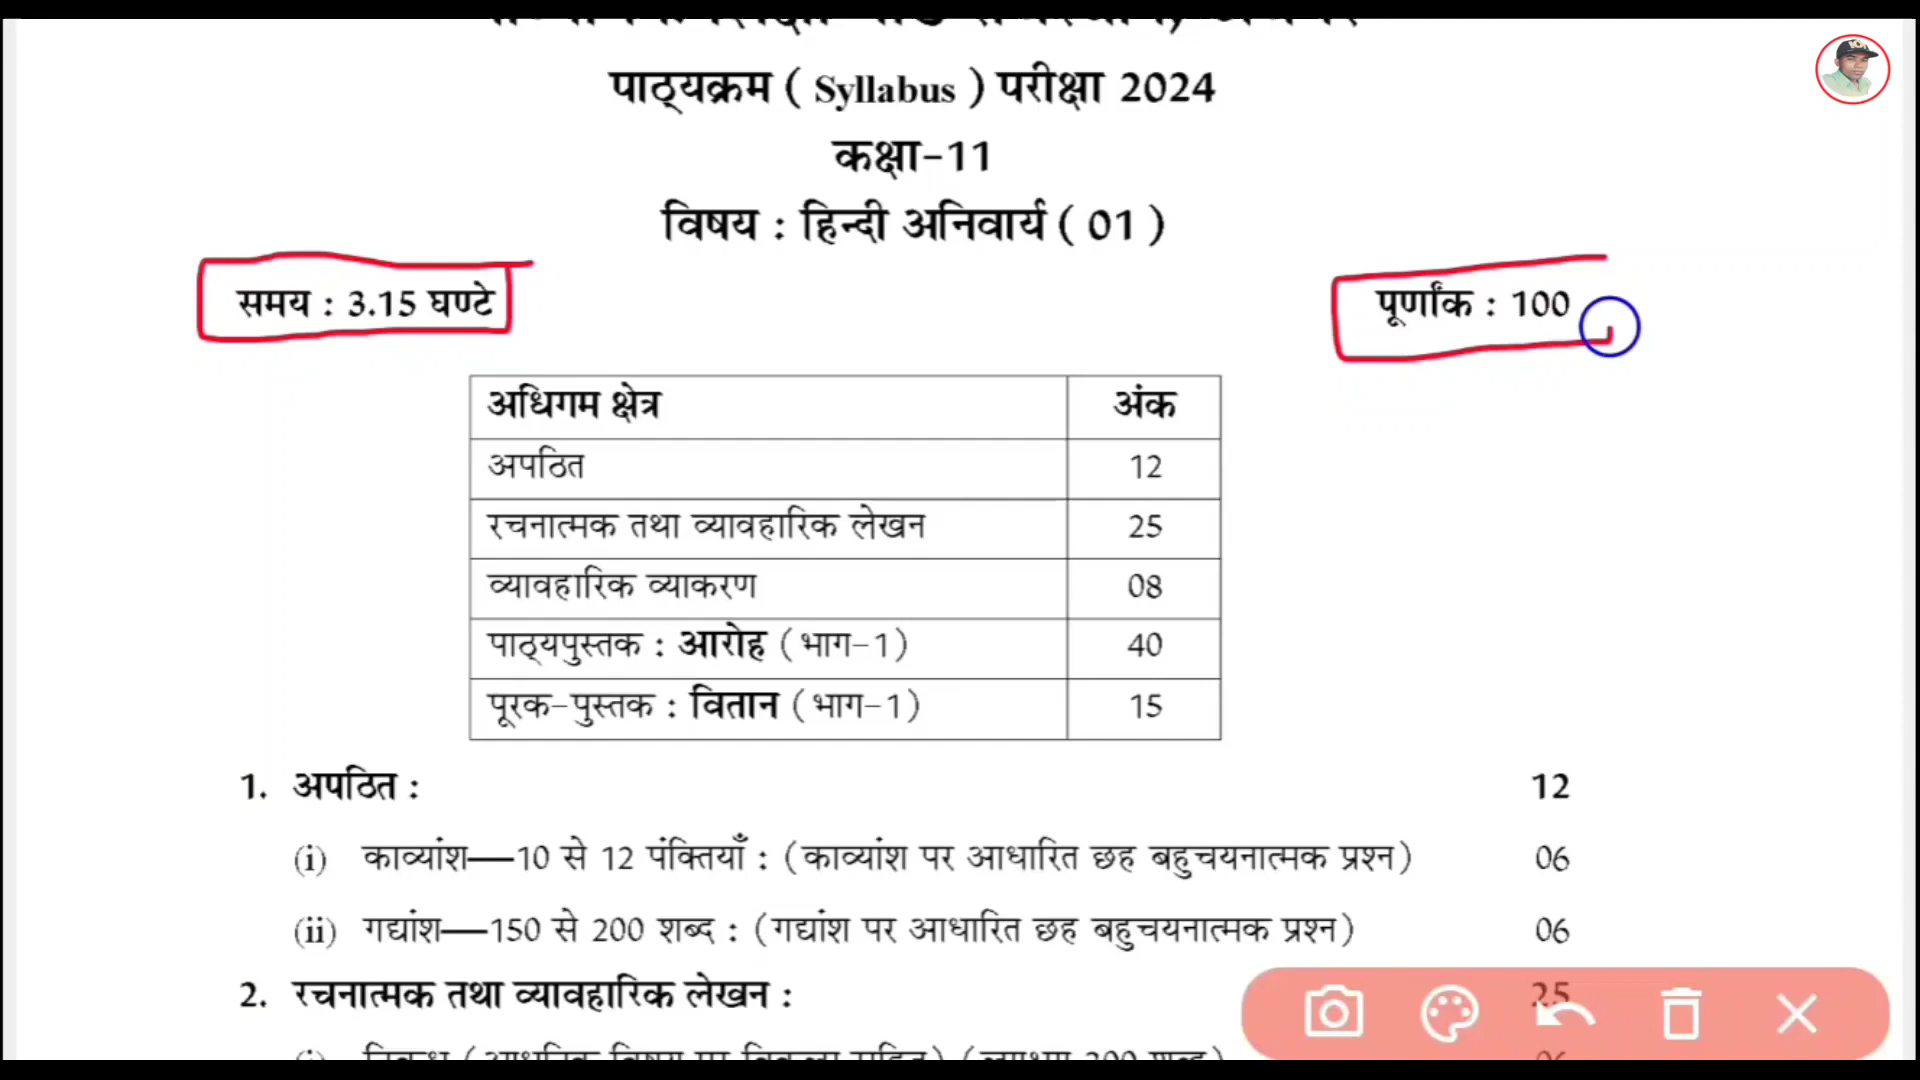 पाठ्यक्रम ( Syllabus ) परीक्षा 2024
कक्षा-11
विषय : हिन्दी अनिवार्य ( 01 )
समय : 3.15 घण्टे
पूर्णांक : 100
अधिगम क्षेत्र अंक
अपठित 12
रचनात्मक तथा व्यावहारिक लेखन 25
व्यावहारिक व्याकरण 08
पाठ्यपुस्तक : आरोह (भाग-1) 40
पूरक-पुस्तक : वितान (भाग-1) 15
1. अपठित : 12
(i) काव्यांश—10 से 12 पंक्तियाँ : (काव्यांश पर आधारित छह बहुचयनात्मक प्रश्न) 06
(ii) गद्यांश—150 से 200 शब्द : (गद्यांश पर आधारित छह बहुचयनात्मक प्रश्न) 06
2. रचनात्मक तथा व्यावहारिक लेखन : 25